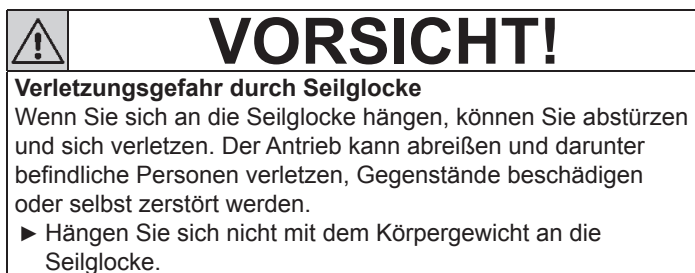 VORSICHT!
Verletzungsgefahr durch Seilglocke
Wenn Sie sich an die Seilglocke hängen, können Sie abstürzen
und sich verletzen. Der Antrieb kann abreißen und darunter
befindliche Personen verletzen, Gegenstände beschädigen
oder selbst zerstört werden.
► Hängen Sie sich nicht mit dem Körpergewicht an die
Seilglocke.